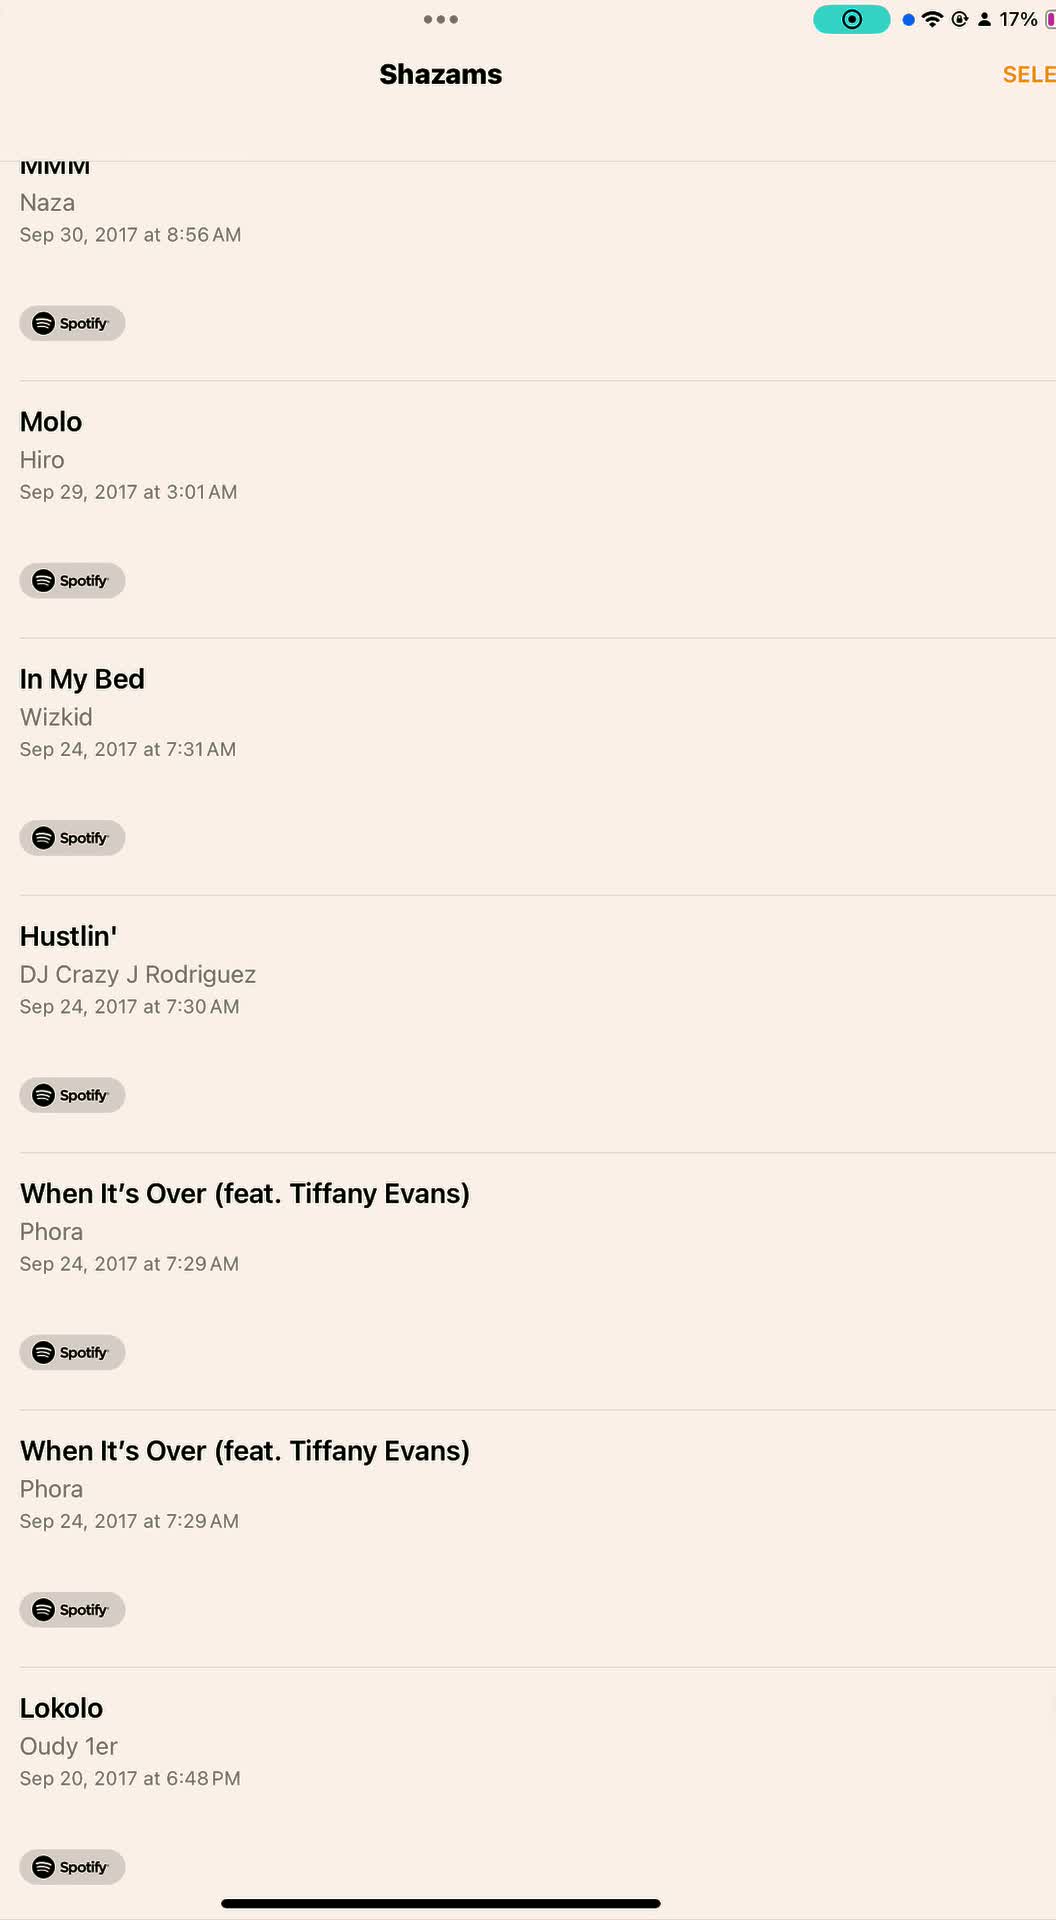 17%
Shazams
SELE
MMM
Naza
Sep 30, 2017 at 8:56 AM
Spotify
Molo
Hiro
Sep 29, 2017 at 3:01 AM
Spotify
In My Bed
Wizkid
Sep 24, 2017 at 7:31 AM
Spotify
Hustlin'
DJ Crazy J Rodriguez
Sep 24, 2017 at 7:30 AM
Spotify
When It’s Over (feat. Tiffany Evans)
Phora
Sep 24, 2017 at 7:29 AM
Spotify
When It’s Over (feat. Tiffany Evans)
Phora
Sep 24, 2017 at 7:29 AM
Spotify
Lokolo
Oudy 1er
Sep 20, 2017 at 6:48 PM
Spotify